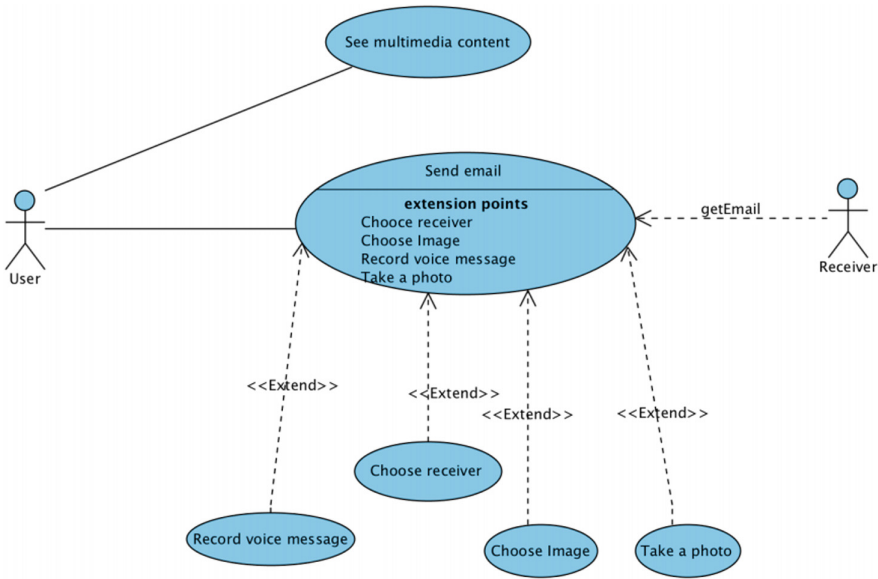 See multimedia content
Send email
extension points
Chooce receiver
Choose Image
Record voice message
Take a photo
getEmail
User
Receiver
<<Extend>>
<<Extend>>
<<Extend>>
<<Extend>>
Choose receiver
Record voice message
Choose Image
Take a photo